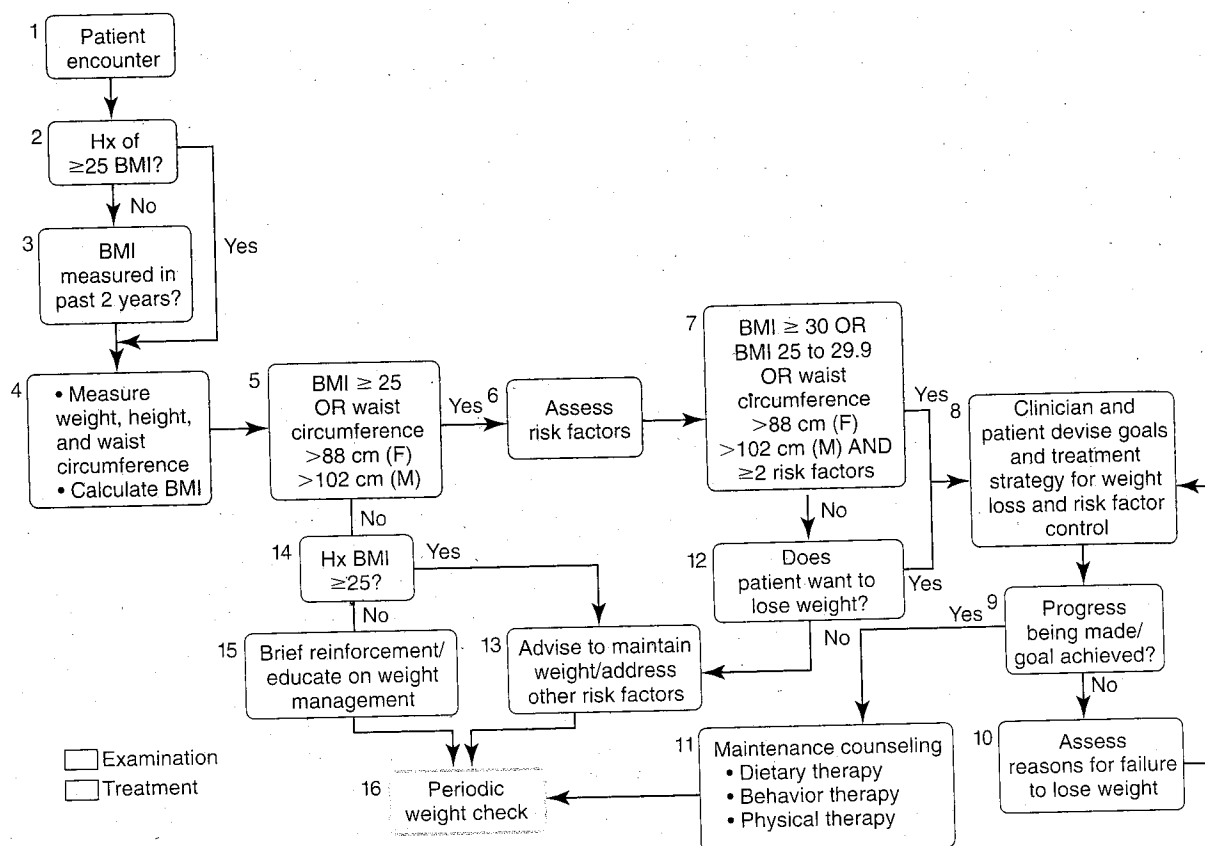 1
Patient
encounter
2
Hx of
≥25 BMI?
No
Yes
3
BMI
measured in
past 2 years?
4
• Measure
weight, height,
and waist
circumference
• Calculate BMI
5
BMI ≥ 25
OR waist
circumference
>88 cm (F)
>102 cm (M)
Yes
No
6
Assess
risk factors
7
BMI ≥ 30 OR
BMI 25 to 29.9
OR waist
circumference
>88 cm (F)
>102 cm (M) AND
≥2 risk factors
Yes
No
8
Clinician and
patient devise goals
and treatment
strategy for weight
loss and risk factor
control
9
Progress
being made/
goal achieved?
Yes
No
10
Assess
reasons for failure
to lose weight
11
Maintenance counseling
• Dietary therapy
• Behavior therapy
• Physical therapy
12
Does
patient want to
lose weight?
Yes
No
13
Advise to maintain
weight/address
other risk factors
14
Hx BMI
≥25?
Yes
No
15
Brief reinforcement/
educate on weight
management
16
Periodic
weight check
Examination
Treatment